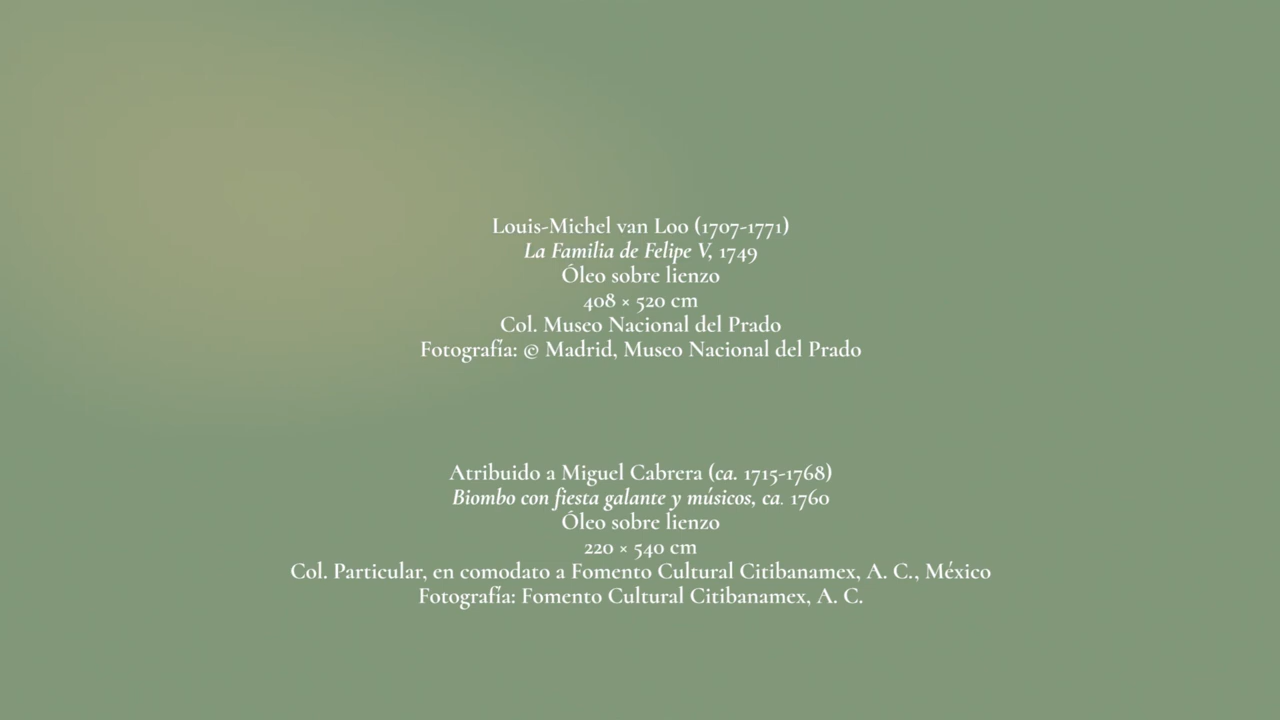 Louis-Michel van Loo (1707-1771)
La Familia de Felipe V, 1749
Óleo sobre lienzo
408 × 520 cm
Col. Museo Nacional del Prado
Fotografía: @ Madrid, Museo Nacional del Prado
Atribuido a Miguel Cabrera (ca. 1715-1768)
Biombo con fiesta galante y músicos, ca. 1760
Óleo sobre lienzo
220 × 540 cm
Col. Particular, en comodato a Fomento Cultural Citibanamex, A. C., México
Fotografía: Fomento Cultural Citibanamex, A. C.